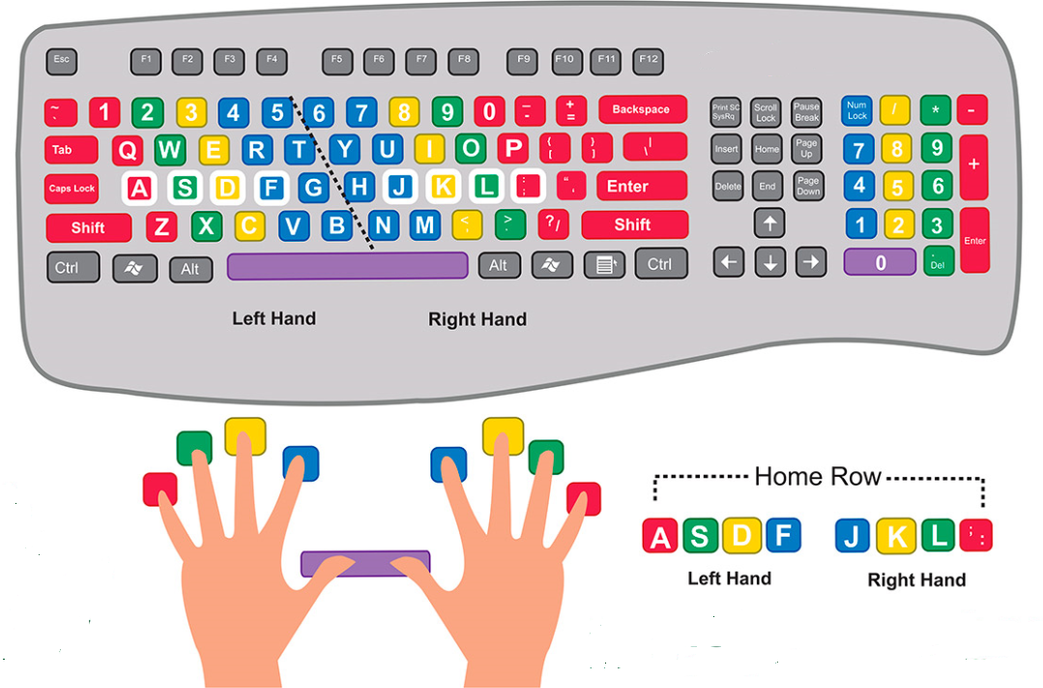 Esc F1 F2 F3 F4 F5 F6 F7 F8 F9 F10 F11 F12
~ ` 1 2 3 4 5 6 7 8 9 0 – - + = Backspace
Print SC SysRq Scroll Lock Pause Break
Num Lock / * -
Tab Q W E R T Y U I O P { [ } ] \ |
Insert Home Page Up
7 8 9 +
Caps Lock A S D F G H J K L : ; " , Enter
Delete End Page Down
4 5 6
Shift Z X C V B N M < , > . ? / Shift
↑
1 2 3 Enter
Ctrl Alt Alt Ctrl
← ↓ →
0 . Del
Left Hand Right Hand
Home Row
A S D F J K L ; :
Left Hand Right Hand